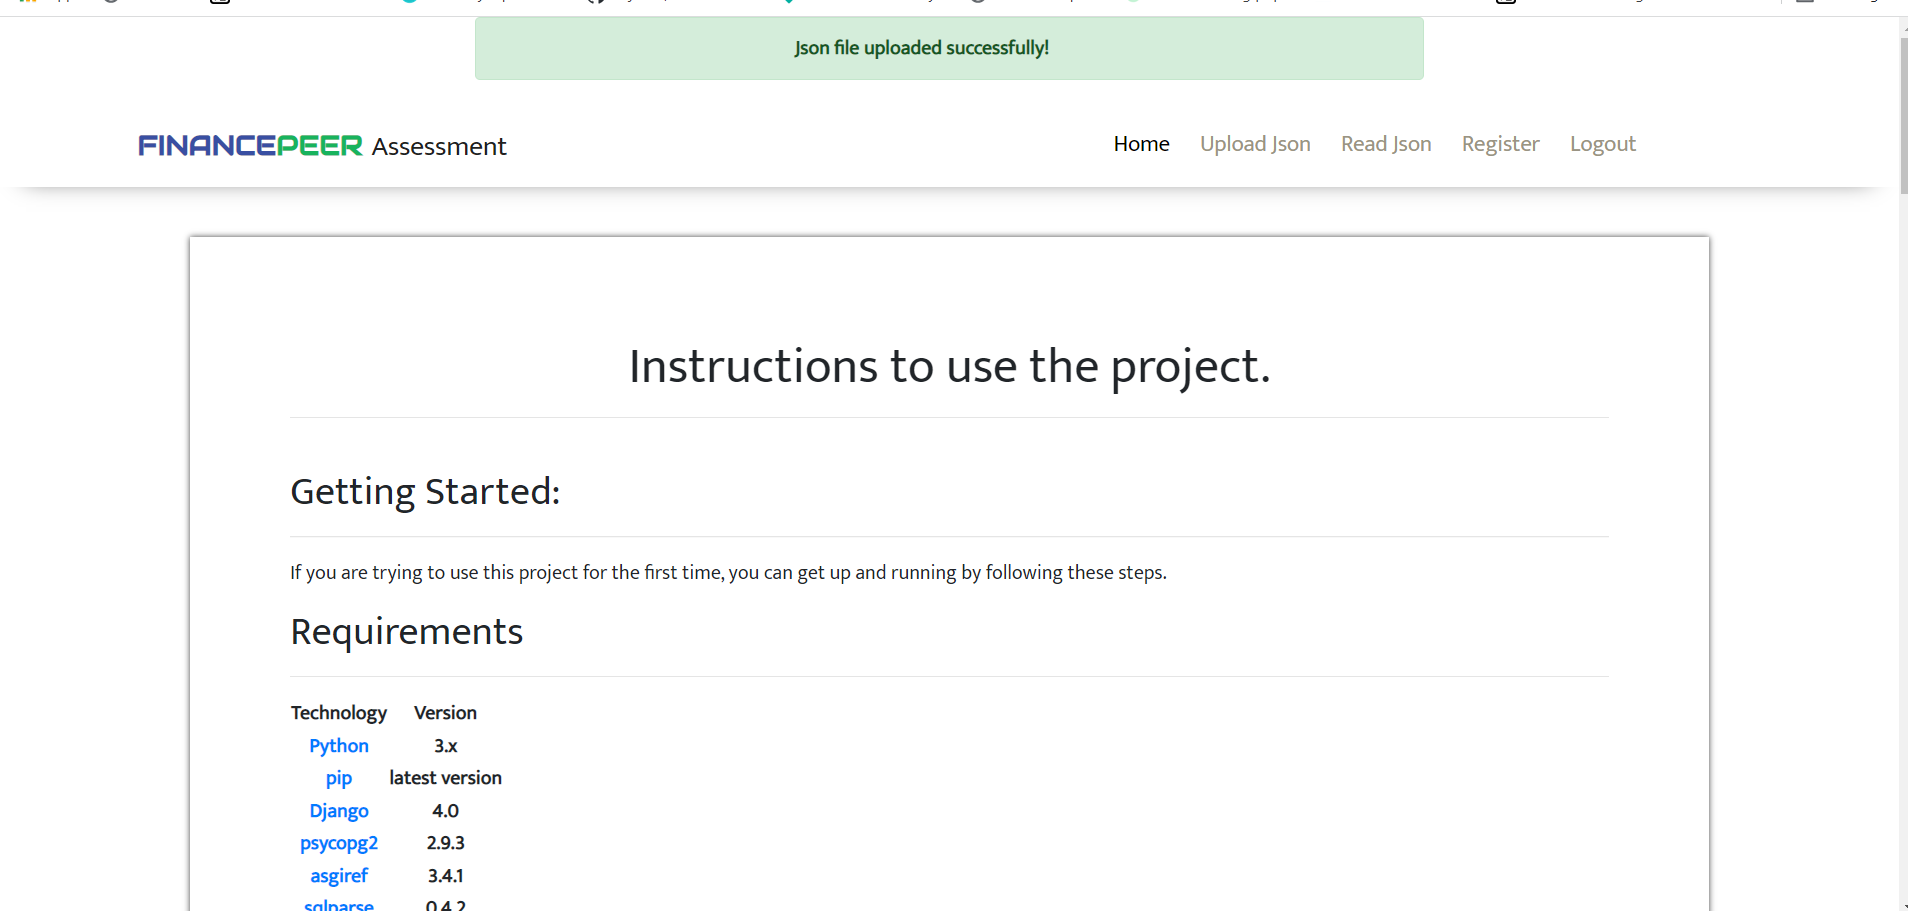 Json file uploaded successfully!
FINANCEPEER Assessment
Home Upload Json Read Json Register Logout
Instructions to use the project.
Getting Started:
If you are trying to use this project for the first time, you can get up and running by following these steps.
Requirements
Technology Version
Python 3.x
pip latest version
Django 4.0
psycopg2 2.9.3
asgiref 3.4.1
sqlparse 0.4.2